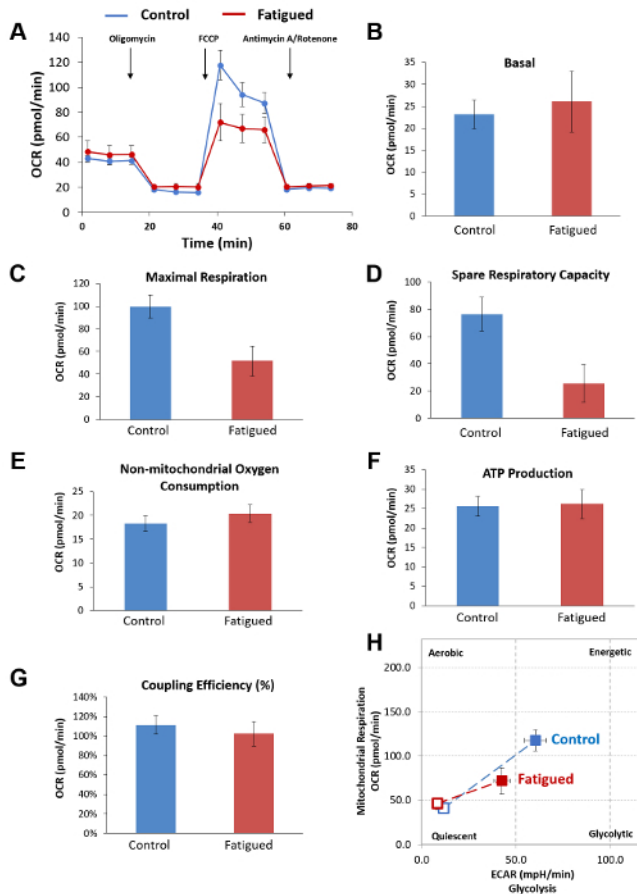 Control Fatigued
A
Oligomycin FCCP Antimycin A/Rotenone
OCR (pmol/min)
140
120
100
80
60
40
20
0
0 20 40 60 80
Time (min)
B
Basal
OCR (pmol/min)
35
30
25
20
15
10
5
0
Control Fatigued
C
Maximal Respiration
OCR (pmol/min)
120
100
80
60
40
20
0
Control Fatigued
D
Spare Respiratory Capacity
OCR (pmol/min)
100
80
60
40
20
0
Control Fatigued
E
Non-mitochondrial Oxygen
Consumption
OCR (pmol/min)
25
20
15
10
5
0
Control Fatigued
F
ATP Production
OCR (pmol/min)
35
30
25
20
15
10
5
0
Control Fatigued
G
Coupling Efficiency (%)
140%
120%
100%
80%
60%
40%
20%
0%
Control Fatigued
H
Aerobic Energetic
Mitochondrial Respiration
OCR (pmol/min)
200.0
150.0
100.0
50.0
0.0
Control
Fatigued
Quiescent Glycolytic
0.0 50.0 100.0
ECAR (mpH/min)
Glycolysis